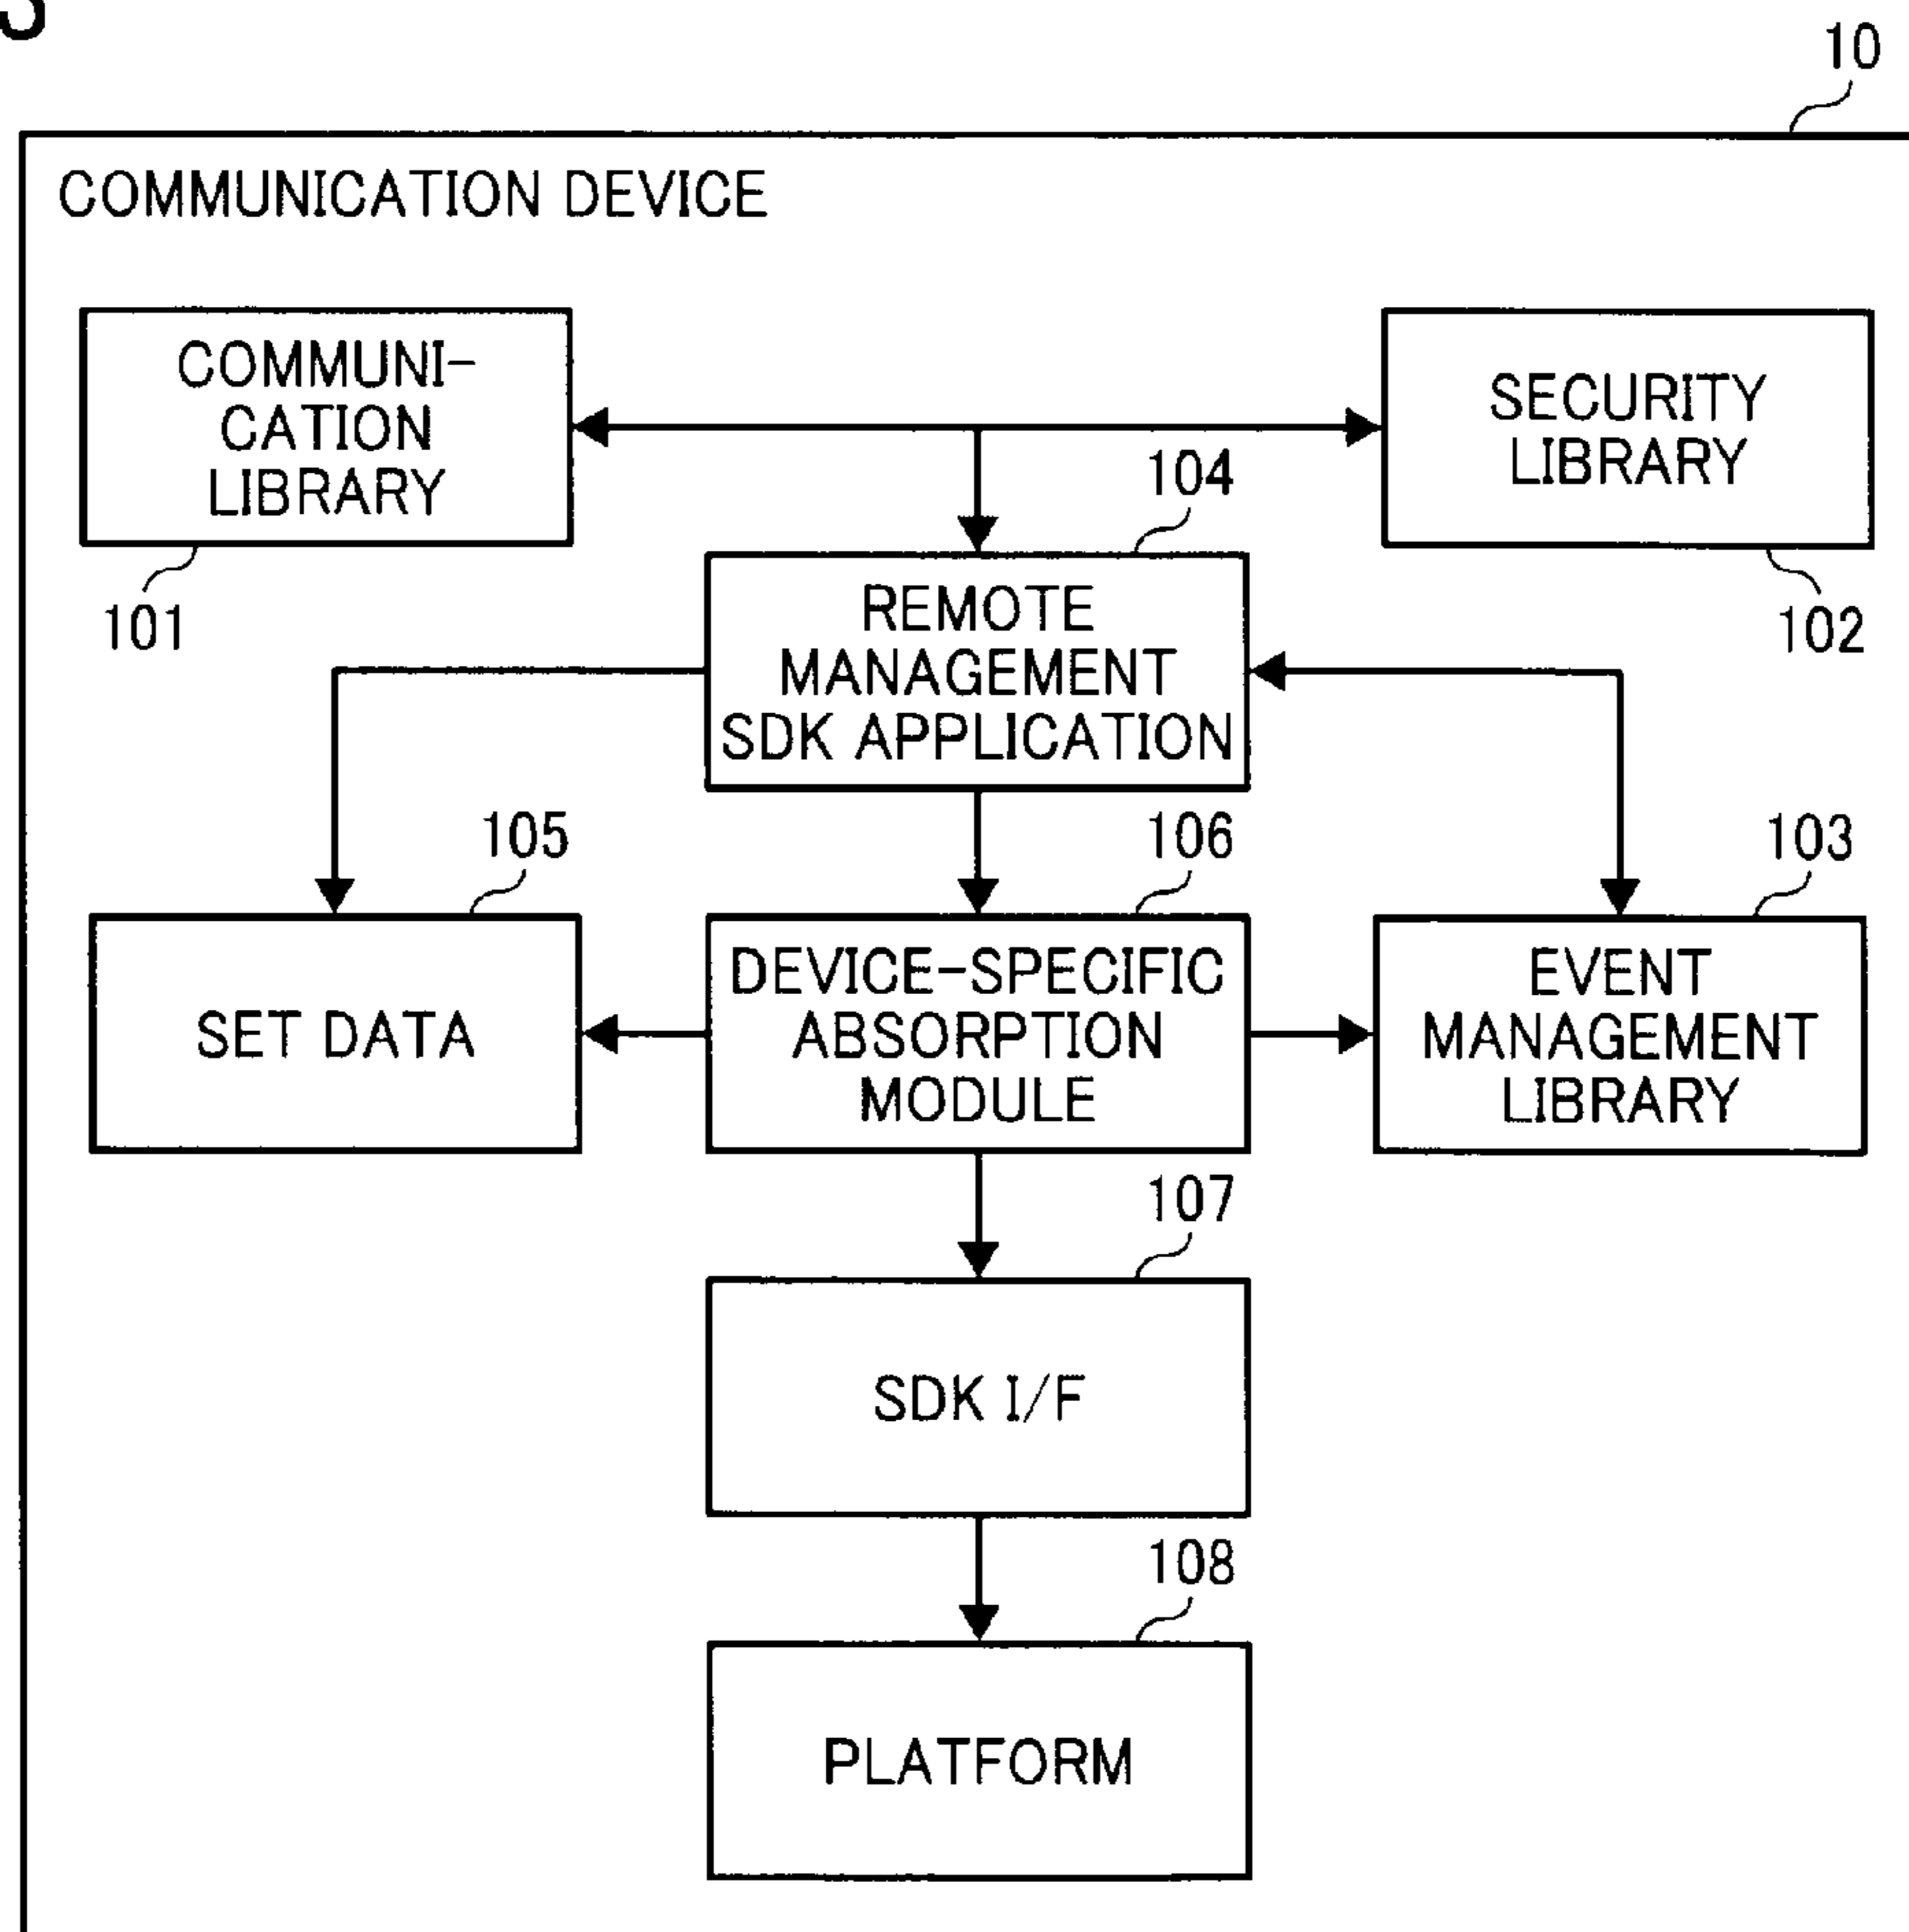 10
COMMUNICATION DEVICE
COMMUNI-
CATION
LIBRARY
101
SECURITY
LIBRARY
102
104
REMOTE
MANAGEMENT
SDK APPLICATION
105
SET DATA
106
DEVICE-SPECIFIC
ABSORPTION
MODULE
103
EVENT
MANAGEMENT
LIBRARY
107
SDK I/F
108
PLATFORM